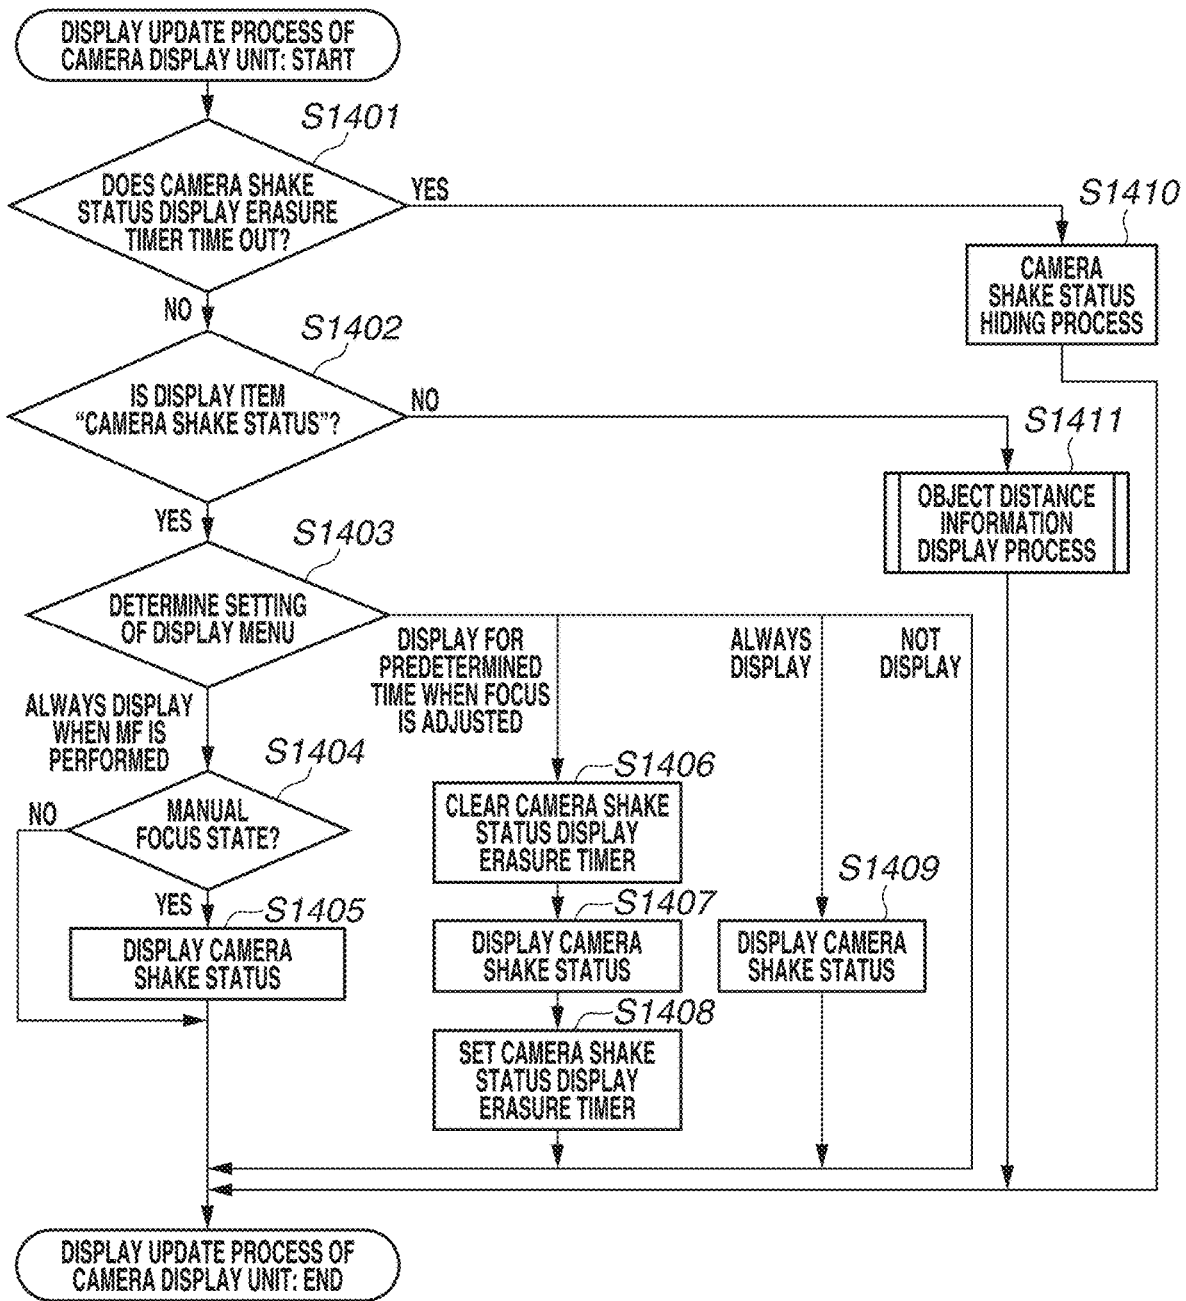 DISPLAY UPDATE PROCESS OF
CAMERA DISPLAY UNIT: START
S1401
DOES CAMERA SHAKE
STATUS DISPLAY ERASURE
TIMER TIME OUT?
YES
S1410
CAMERA
SHAKE STATUS
HIDING PROCESS
NO
S1402
IS DISPLAY ITEM
“CAMERA SHAKE STATUS”?
NO
S1411
OBJECT DISTANCE
INFORMATION
DISPLAY PROCESS
YES
S1403
DETERMINE SETTING
OF DISPLAY MENU
DISPLAY FOR
PREDETERMINED
TIME WHEN FOCUS
IS ADJUSTED
ALWAYS
DISPLAY
NOT
DISPLAY
ALWAYS DISPLAY
WHEN MF IS
PERFORMED
S1404
MANUAL
FOCUS STATE?
NO
YES
S1405
DISPLAY CAMERA
SHAKE STATUS
S1406
CLEAR CAMERA SHAKE
STATUS DISPLAY
ERASURE TIMER
S1407
DISPLAY CAMERA
SHAKE STATUS
S1408
SET CAMERA SHAKE
STATUS DISPLAY
ERASURE TIMER
S1409
DISPLAY CAMERA
SHAKE STATUS
DISPLAY UPDATE PROCESS OF
CAMERA DISPLAY UNIT: END